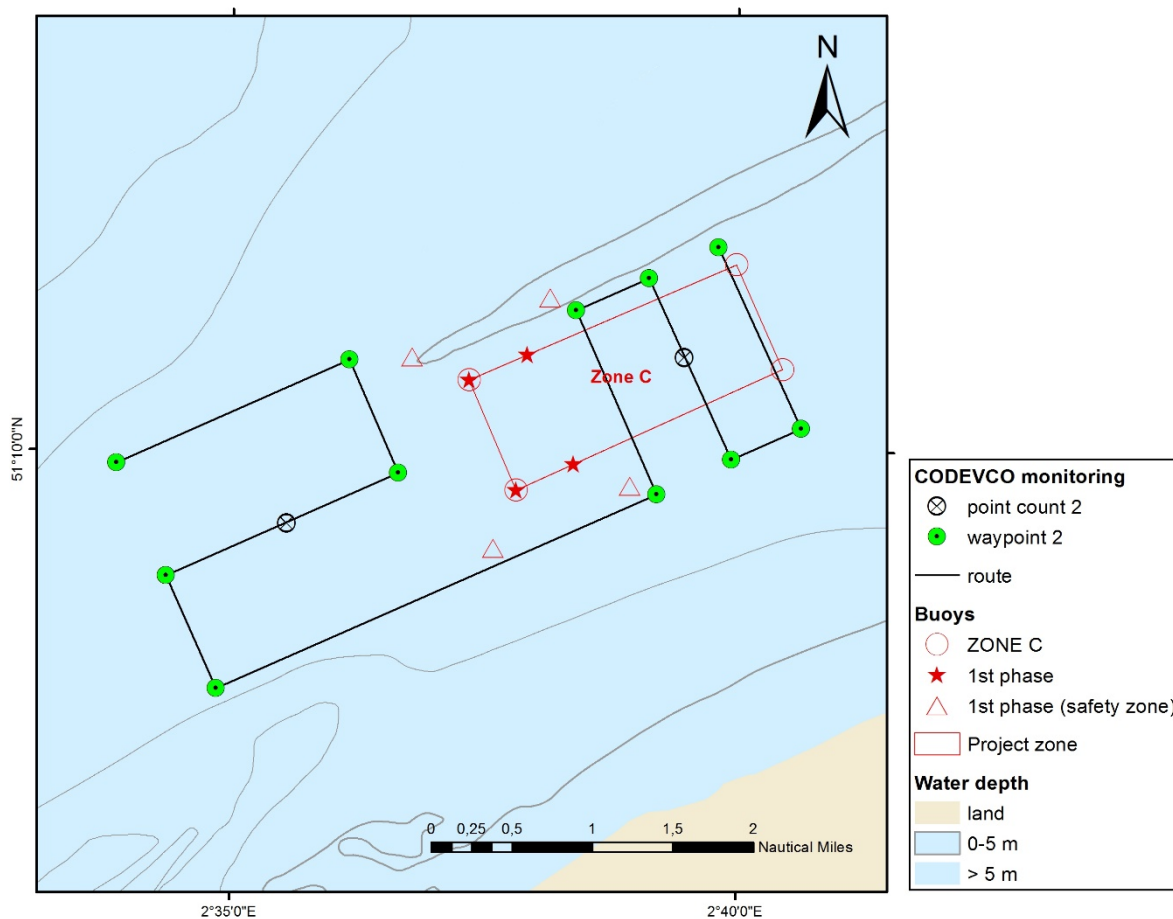 N
Zone C
51°10'0"N
0 0,25 0,5 1 1,5 2
Nautical Miles
2°35'0"E 2°40'0"E
CODEVCO monitoring
point count 2
waypoint 2
route
Buoys
ZONE C
1st phase
1st phase (safety zone)
Project zone
Water depth
land
0-5 m
> 5 m